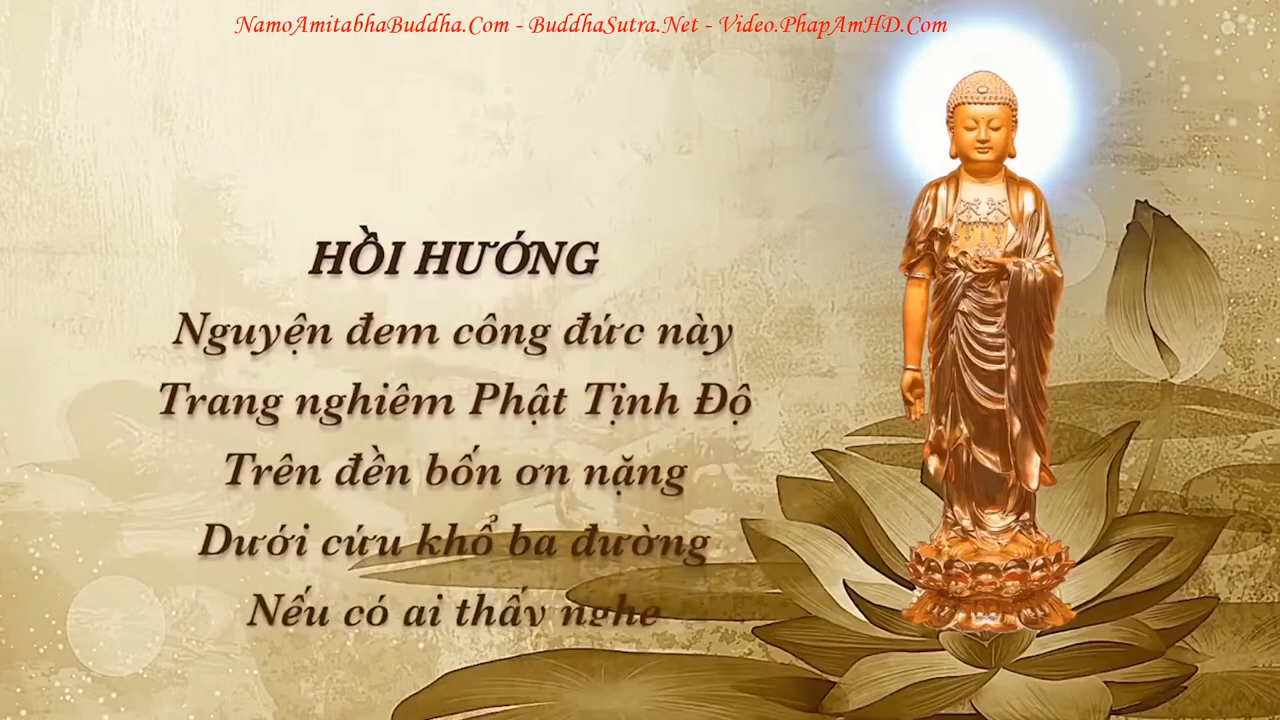 NamoAmitabhaBuddha.Com - BuddhaSutra.Net - Video.PhapAmHD.Com
HỒI HƯỚNG
Nguyện đem công đức này
Trang nghiêm Phật Tịnh Độ
Trên đền bốn ơn nặng
Dưới cứu khổ ba đường
Nếu có ai thấy nghe